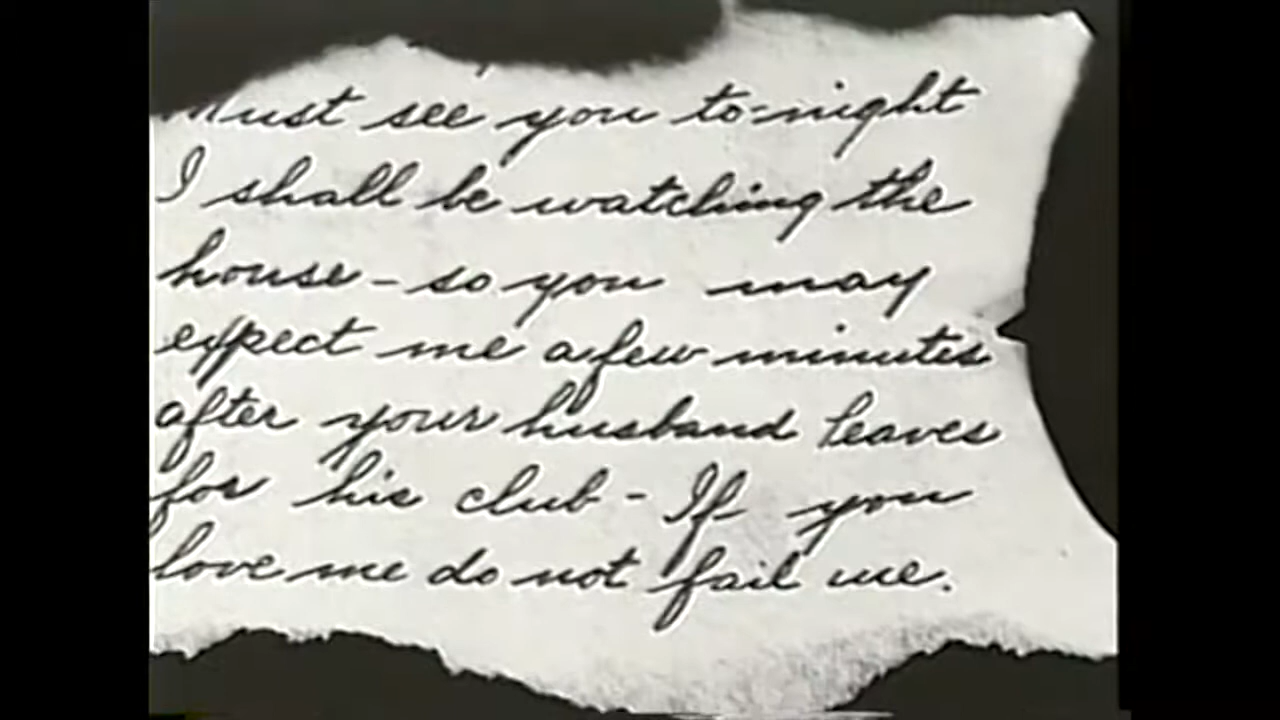 Must see you to-night
I shall be watching the
house - so you may
expect me a few minutes
after your husband leaves
for his club - If you
love me do not fail me.